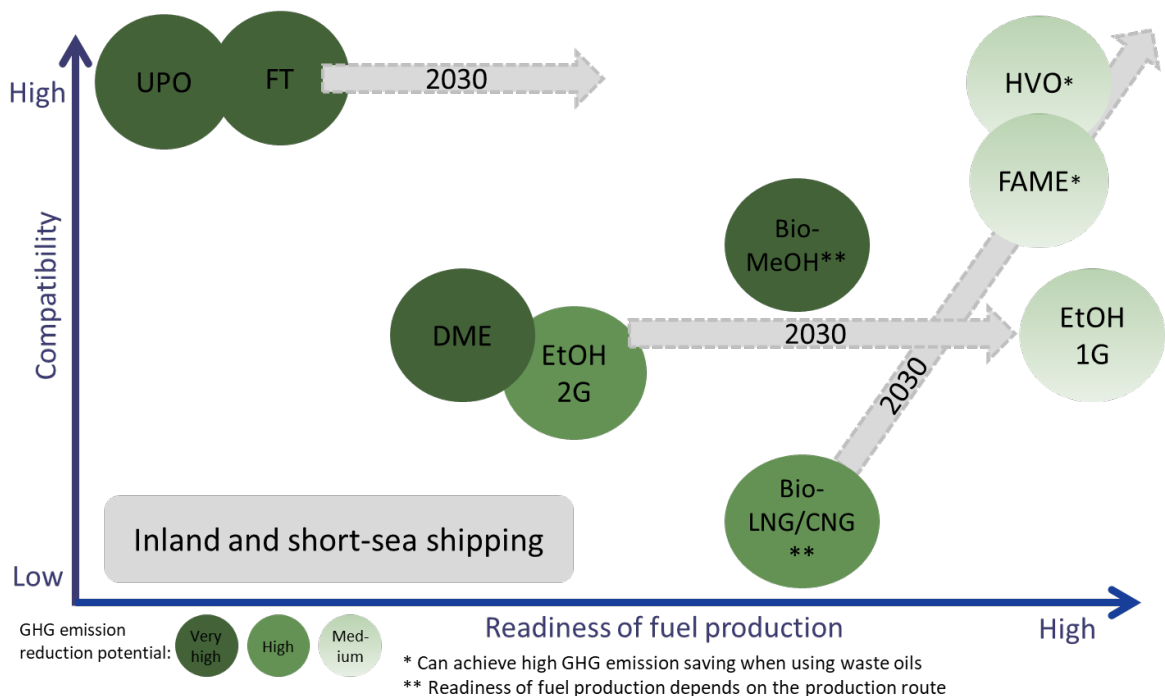 High
UPO
FT
2030
HVO*
FAME*
Bio-
MeOH**
Compatibility
DME
EtOH
2G
2030
EtOH
1G
2030
Bio-
LNG/CNG
**
Inland and short-sea shipping
Low
Readiness of fuel production
High
GHG emission
reduction potential:
Very
high
High
Med-
ium
* Can achieve high GHG emission saving when using waste oils
** Readiness of fuel production depends on the production route